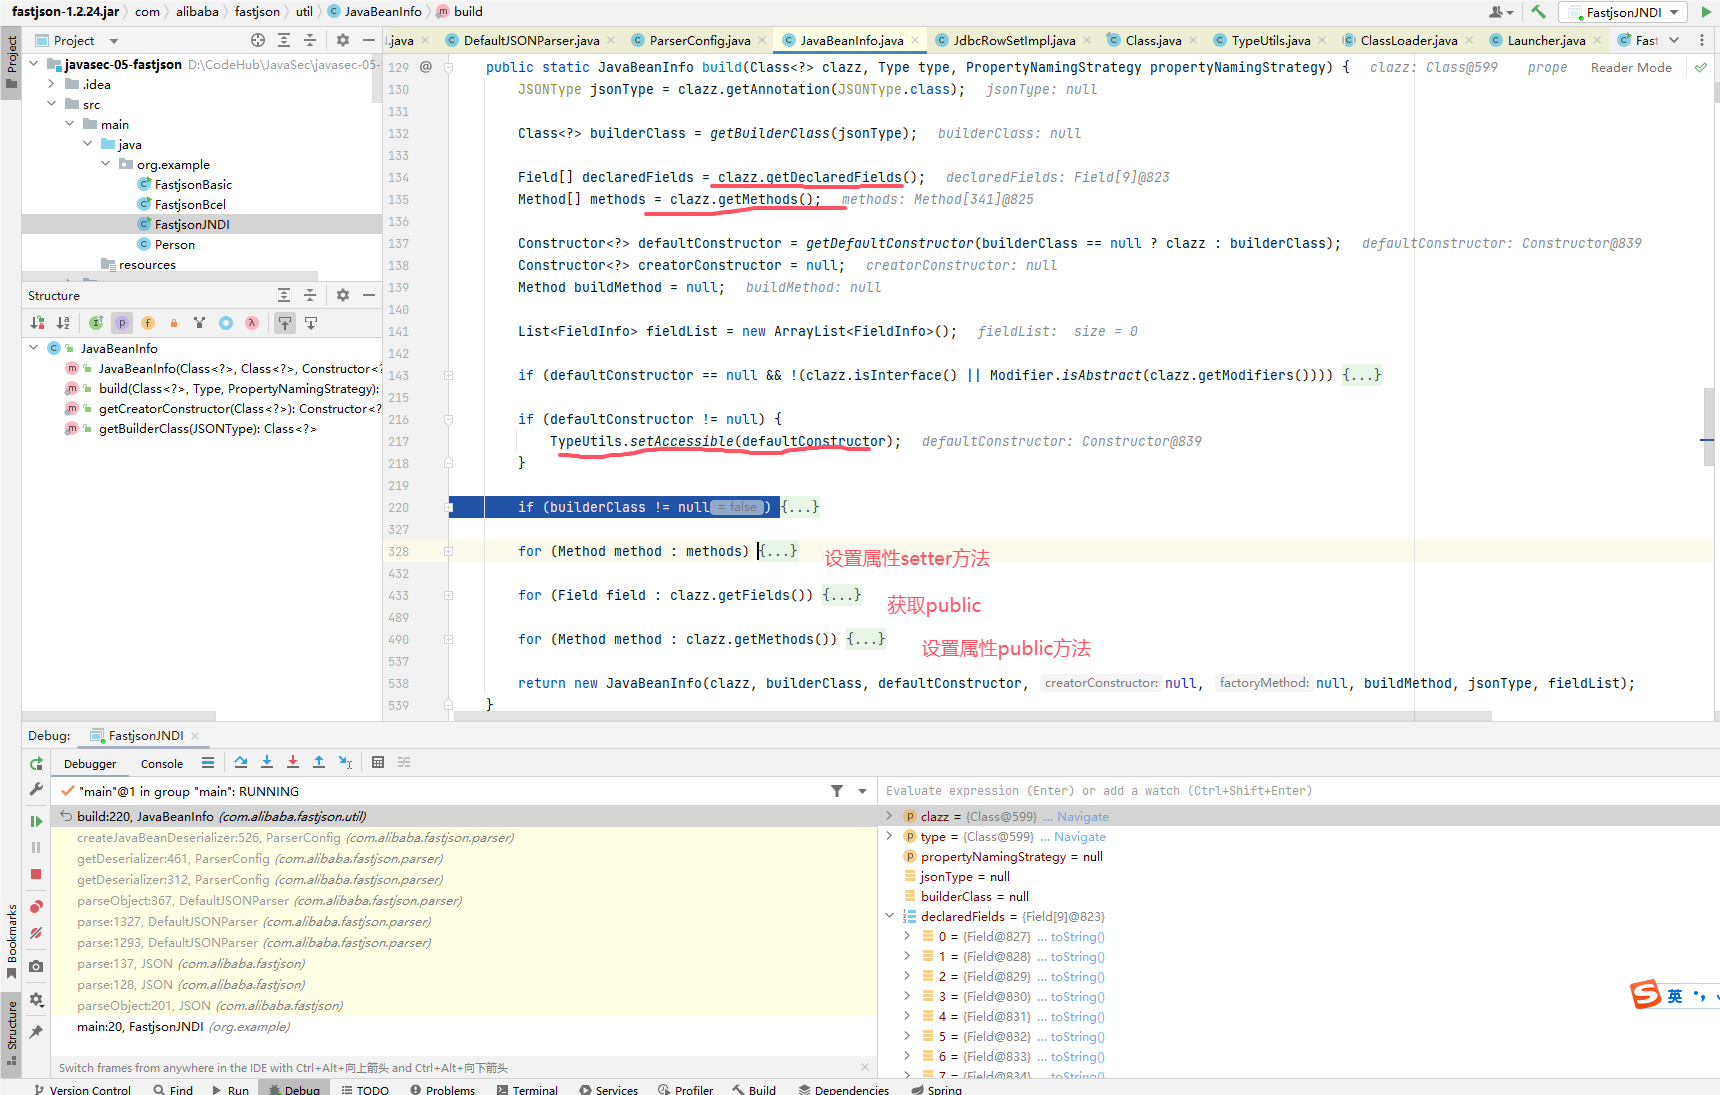 fastjson-1.2.24.jar com alibaba fastjson util JavaBeanInfo build FastjsonJNDI
Project
.java DefaultJSONParser.java ParserConfig.java JavaBeanInfo.java JdbcRowSetImpl.java Class.java TypeUtils.java ClassLoader.java Launcher.java Fast
Project
javasec-05-fastjson D:\CodeHub\JavaSec\javasec-05-
.idea
src
main
java
org.example
FastjsonBasic
FastjsonBcel
FastjsonJNDI
Person
resources
Structure
JavaBeanInfo
JavaBeanInfo(Class<?>, Class<?>, Constructor<?
build(Class<?>, Type, PropertyNamingStrategy):
getCreatorConstructor(Class<?>): Constructor<?
getBuilderClass(JSONType): Class<?>
129 @ public static JavaBeanInfo build(Class<?> clazz, Type type, PropertyNamingStrategy propertyNamingStrategy) { clazz: Class@599 prope Reader Mode
130 JSONType jsonType = clazz.getAnnotation(JSONType.class); jsonType: null
131
132 Class<?> builderClass = getBuilderClass(jsonType); builderClass: null
133
134 Field[] declaredFields = clazz.getDeclaredFields(); declaredFields: Field[9]@823
135 Method[] methods = clazz.getMethods(); methods: Method[341]@825
136
137 Constructor<?> defaultConstructor = getDefaultConstructor(builderClass == null ? clazz : builderClass); defaultConstructor: Constructor@839
138 Constructor<?> creatorConstructor = null; creatorConstructor: null
139 Method buildMethod = null; buildMethod: null
140
141 List<FieldInfo> fieldList = new ArrayList<FieldInfo>(); fieldList: size = 0
142
143 if (defaultConstructor == null && !(clazz.isInterface() || Modifier.isAbstract(clazz.getModifiers()))) {...}
215
216 if (defaultConstructor != null) {
217 TypeUtils.setAccessible(defaultConstructor); defaultConstructor: Constructor@839
218 }
219
220 if (builderClass != null = false ) {...}
327
328 for (Method method : methods) {...} 设置属性setter方法
432
433 for (Field field : clazz.getFields()) {...} 获取public
489
490 for (Method method : clazz.getMethods()) {...} 设置属性public方法
537
538 return new JavaBeanInfo(clazz, builderClass, defaultConstructor, creatorConstructor: null, factoryMethod: null, buildMethod, jsonType, fieldList);
539 }
Debug: FastjsonJNDI
Debugger Console
"main"@1 in group "main": RUNNING
build:220, JavaBeanInfo (com.alibaba.fastjson.util)
createJavaBeanDeserializer:526, ParserConfig (com.alibaba.fastjson.parser)
getDeserializer:461, ParserConfig (com.alibaba.fastjson.parser)
getDeserializer:312, ParserConfig (com.alibaba.fastjson.parser)
parseObject:367, DefaultJSONParser (com.alibaba.fastjson.parser)
parse:1327, DefaultJSONParser (com.alibaba.fastjson.parser)
parse:1293, DefaultJSONParser (com.alibaba.fastjson.parser)
parse:137, JSON (com.alibaba.fastjson)
parse:128, JSON (com.alibaba.fastjson)
parseObject:201, JSON (com.alibaba.fastjson)
main:20, FastjsonJNDI (org.example)
Switch frames from anywhere in the IDE with Ctrl+Alt+向上箭头 and Ctrl+Alt+向下箭头
Evaluate expression (Enter) or add a watch (Ctrl+Shift+Enter)
clazz = {Class@599} ... Navigate
type = {Class@599} ... Navigate
propertyNamingStrategy = null
jsonType = null
builderClass = null
declaredFields = {Field[9]@823}
0 = {Field@827} ... toString()
1 = {Field@828} ... toString()
2 = {Field@829} ... toString()
3 = {Field@830} ... toString()
4 = {Field@831} ... toString()
5 = {Field@832} ... toString()
6 = {Field@833} ... toString()
7 = {Field@834} ... toString()
Bookmarks
Structure
英
Version Control Find Run Debug TODO Problems Terminal Services Profiler Build Dependencies Spring